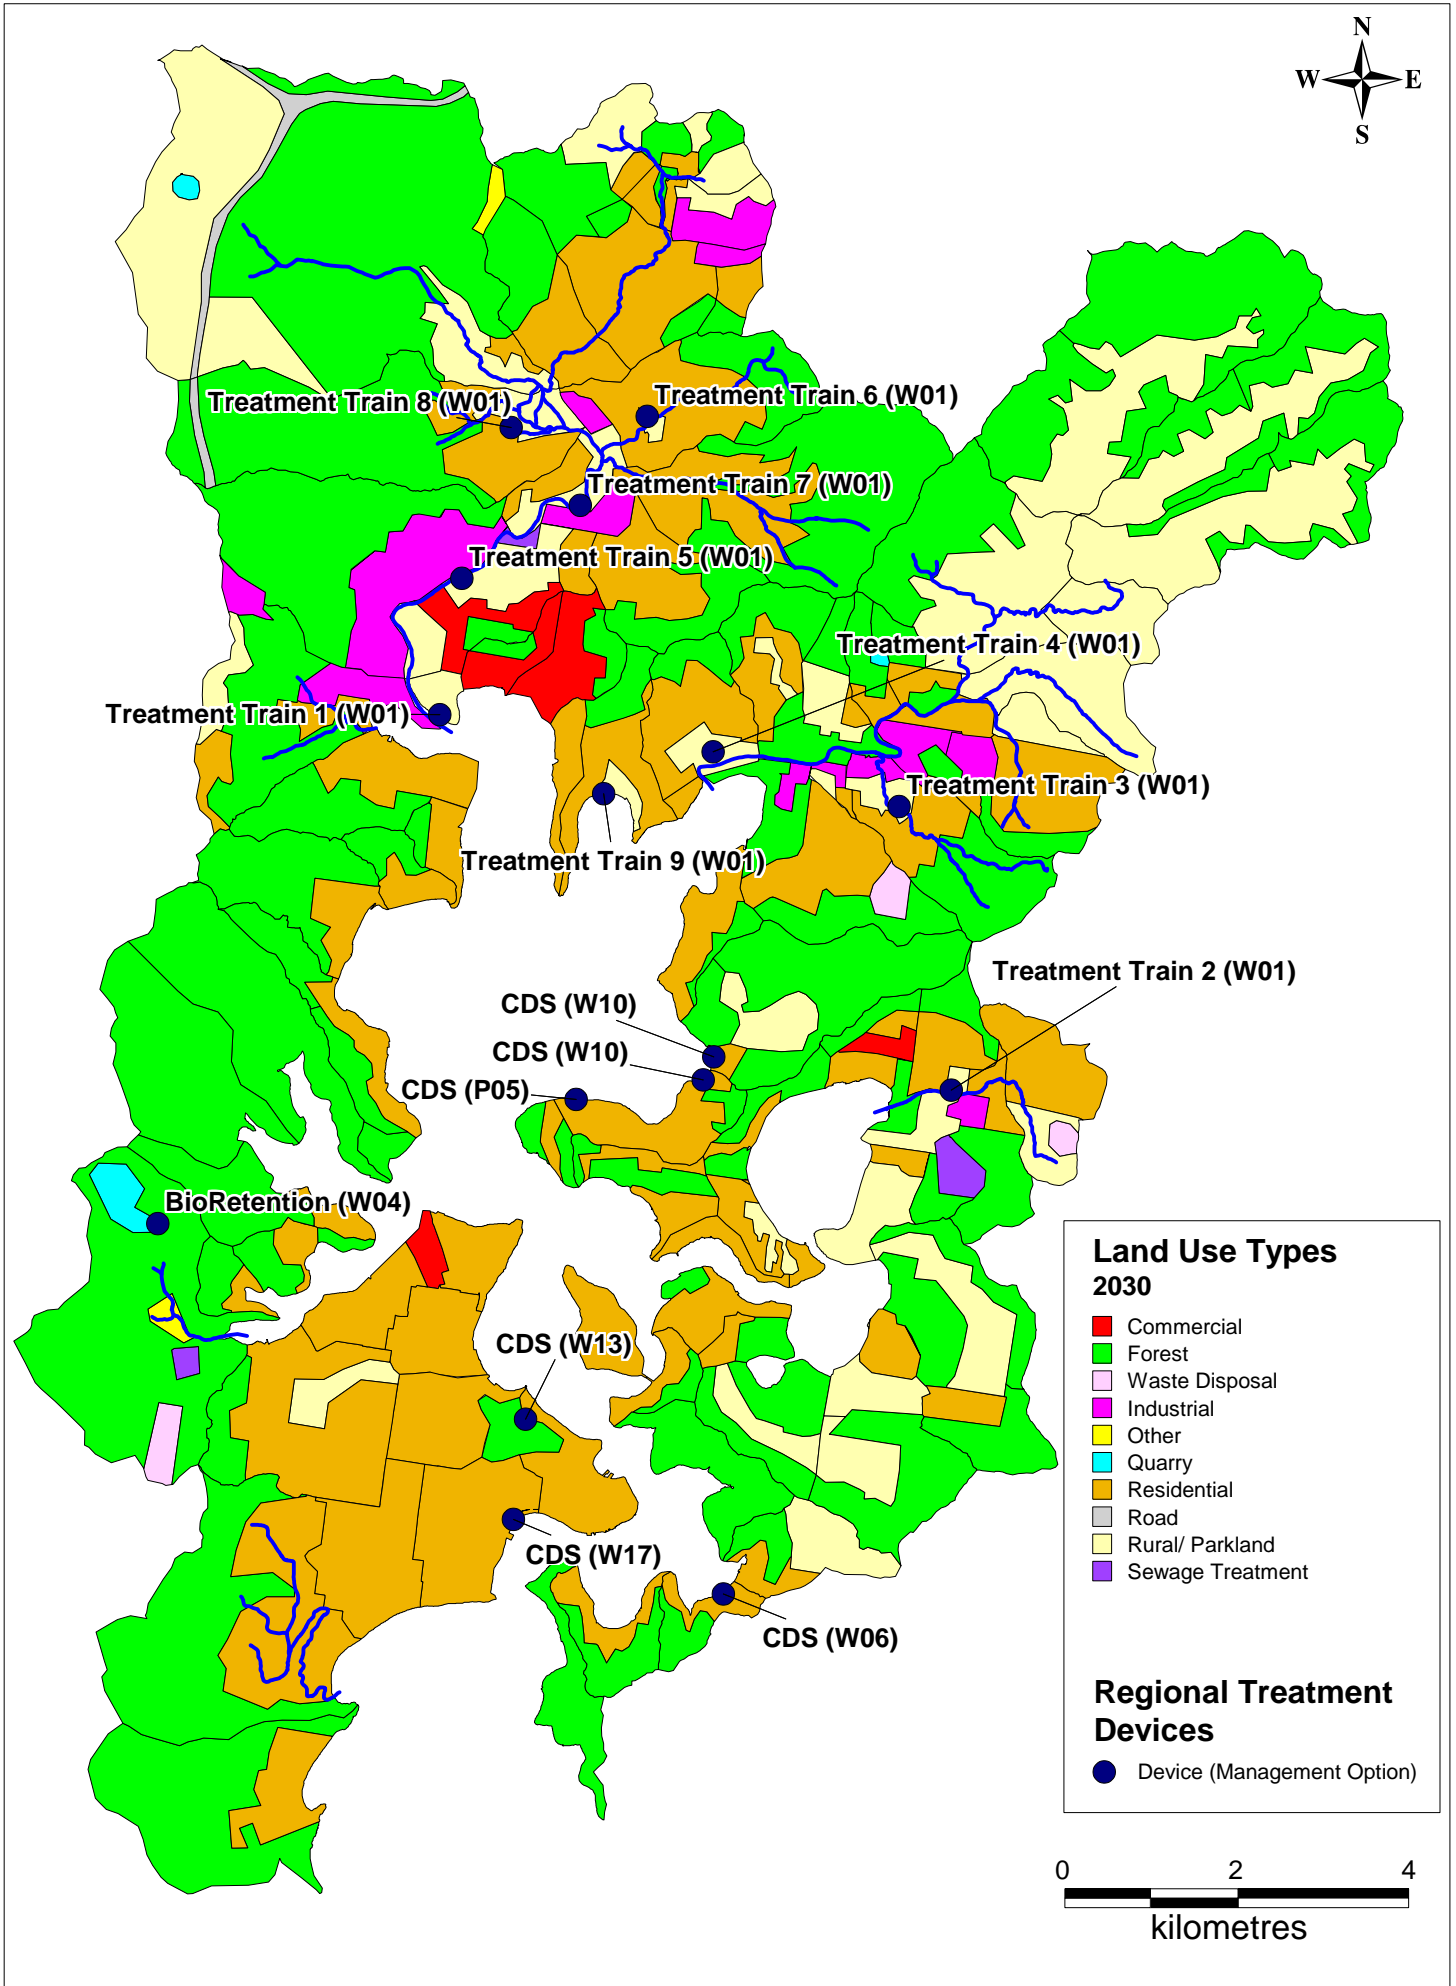 N
W E
S
Treatment Train 8 (W01)
Treatment Train 6 (W01)
Treatment Train 7 (W01)
Treatment Train 5 (W01)
Treatment Train 4 (W01)
Treatment Train 1 (W01)
Treatment Train 3 (W01)
Treatment Train 9 (W01)
Treatment Train 2 (W01)
CDS (W10)
CDS (W10)
CDS (P05)
BioRetention (W04)
CDS (W13)
CDS (W17)
CDS (W06)
Land Use Types
2030
Commercial
Forest
Waste Disposal
Industrial
Other
Quarry
Residential
Road
Rural/ Parkland
Sewage Treatment
Regional Treatment
Devices
Device (Management Option)
0 2 4
kilometres